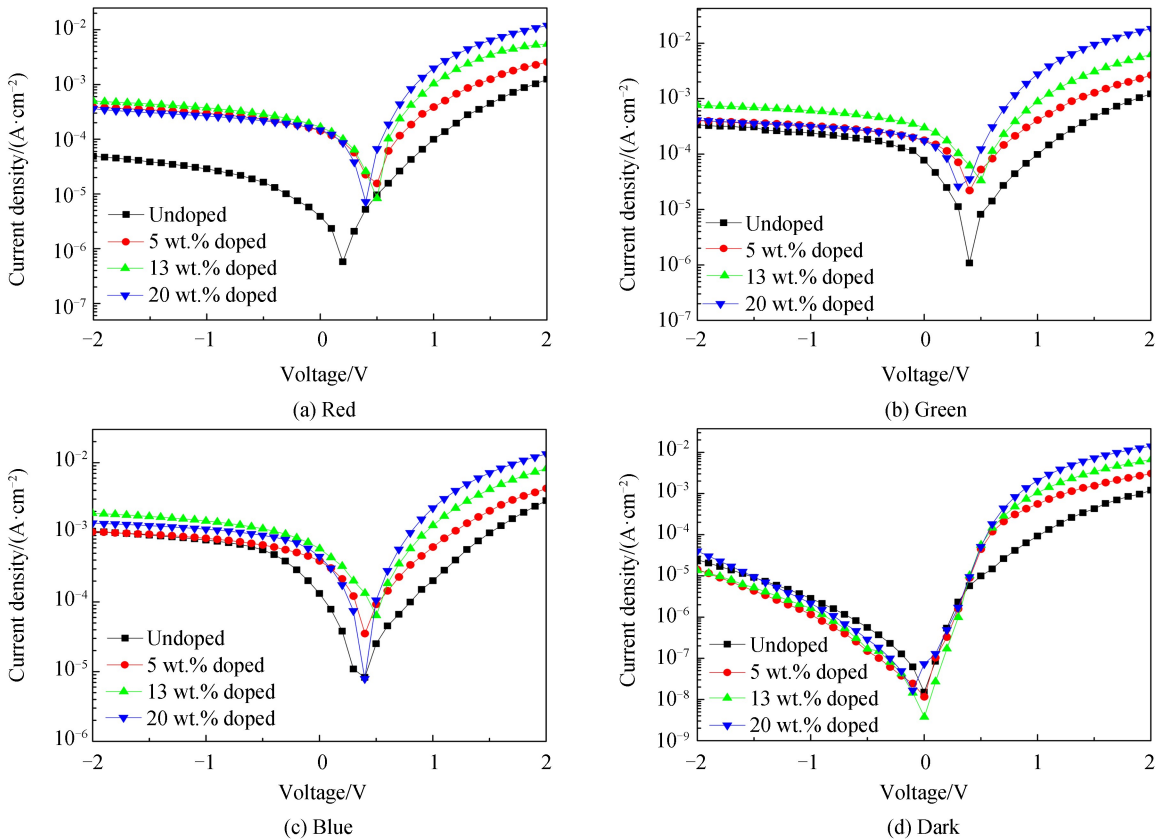 Current density/(A·cm⁻²)
10⁻²
10⁻³
10⁻⁴
10⁻⁵
10⁻⁶
10⁻⁷
Undoped
5 wt.% doped
13 wt.% doped
20 wt.% doped
−2 −1 0 1 2
Voltage/V
(a) Red
Current density/(A·cm⁻²)
10⁻²
10⁻³
10⁻⁴
10⁻⁵
10⁻⁶
10⁻⁷
Undoped
5 wt.% doped
13 wt.% doped
20 wt.% doped
−2 −1 0 1 2
Voltage/V
(b) Green
Current density/(A·cm⁻²)
10⁻²
10⁻³
10⁻⁴
10⁻⁵
10⁻⁶
Undoped
5 wt.% doped
13 wt.% doped
20 wt.% doped
−2 −1 0 1 2
Voltage/V
(c) Blue
Current density/(A·cm⁻²)
10⁻²
10⁻³
10⁻⁴
10⁻⁵
10⁻⁶
10⁻⁷
10⁻⁸
10⁻⁹
Undoped
5 wt.% doped
13 wt.% doped
20 wt.% doped
−2 −1 0 1 2
Voltage/V
(d) Dark